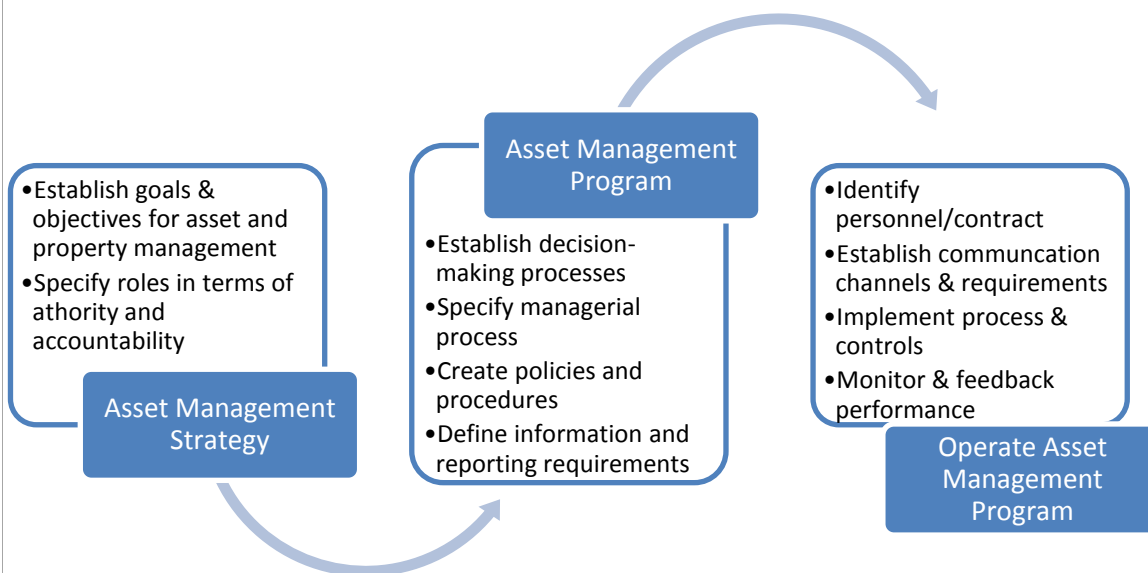 •Establish goals &
objectives for asset and
property management
•Specify roles in terms of
athority and
accountability
Asset Management
Strategy
Asset Management
Program
•Establish decision-
making processes
•Specify managerial
process
•Create policies and
procedures
•Define information and
reporting requirements
•Identify
personnel/contract
•Establish communcation
channels & requirements
•Implement process &
controls
•Monitor & feedback
performance
Operate Asset
Management
Program